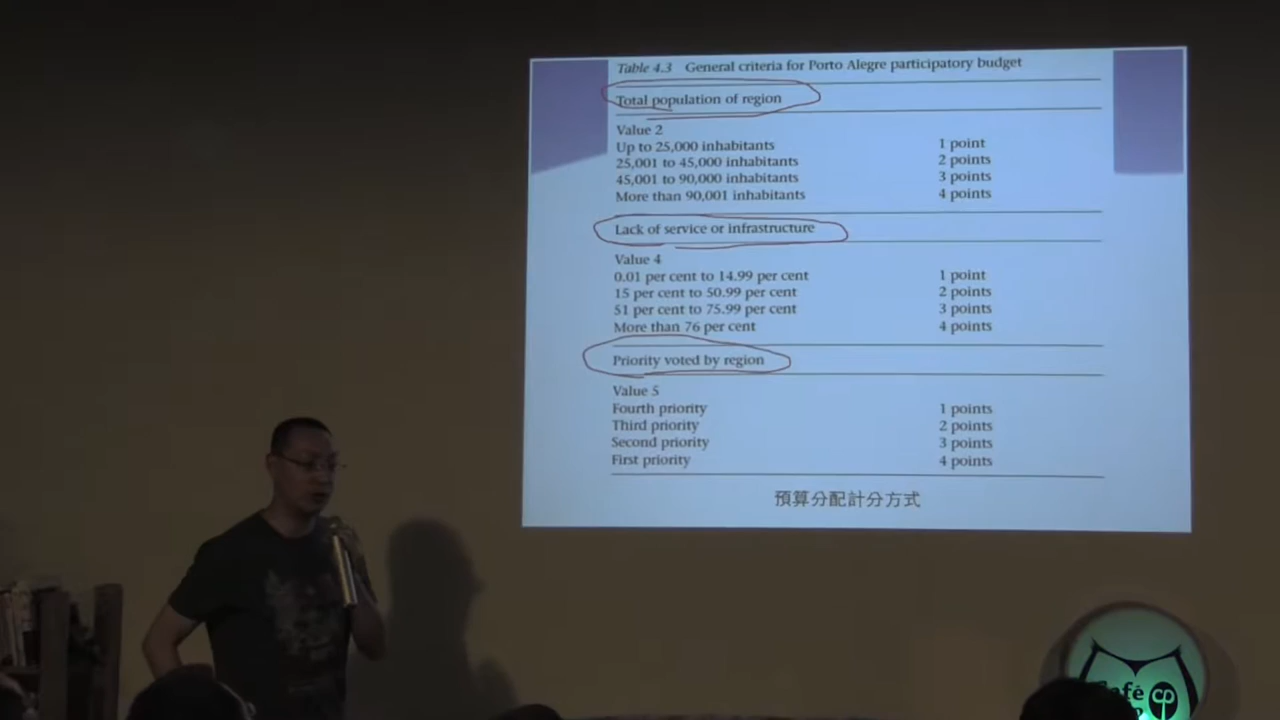 Table 4.3 General criteria for Porto Alegre participatory budget
Total population of region
Value 2
Up to 25,000 inhabitants 1 point
25,001 to 45,000 inhabitants 2 points
45,001 to 90,000 inhabitants 3 points
More than 90,001 inhabitants 4 points
Lack of service or infrastructure
Value 4
0.01 per cent to 14.99 per cent 1 point
15 per cent to 50.99 per cent 2 points
51 per cent to 75.99 per cent 3 points
More than 76 per cent 4 points
Priority voted by region
Value 5
Fourth priority 1 points
Third priority 2 points
Second priority 3 points
First priority 4 points
預算分配計分方式
Café